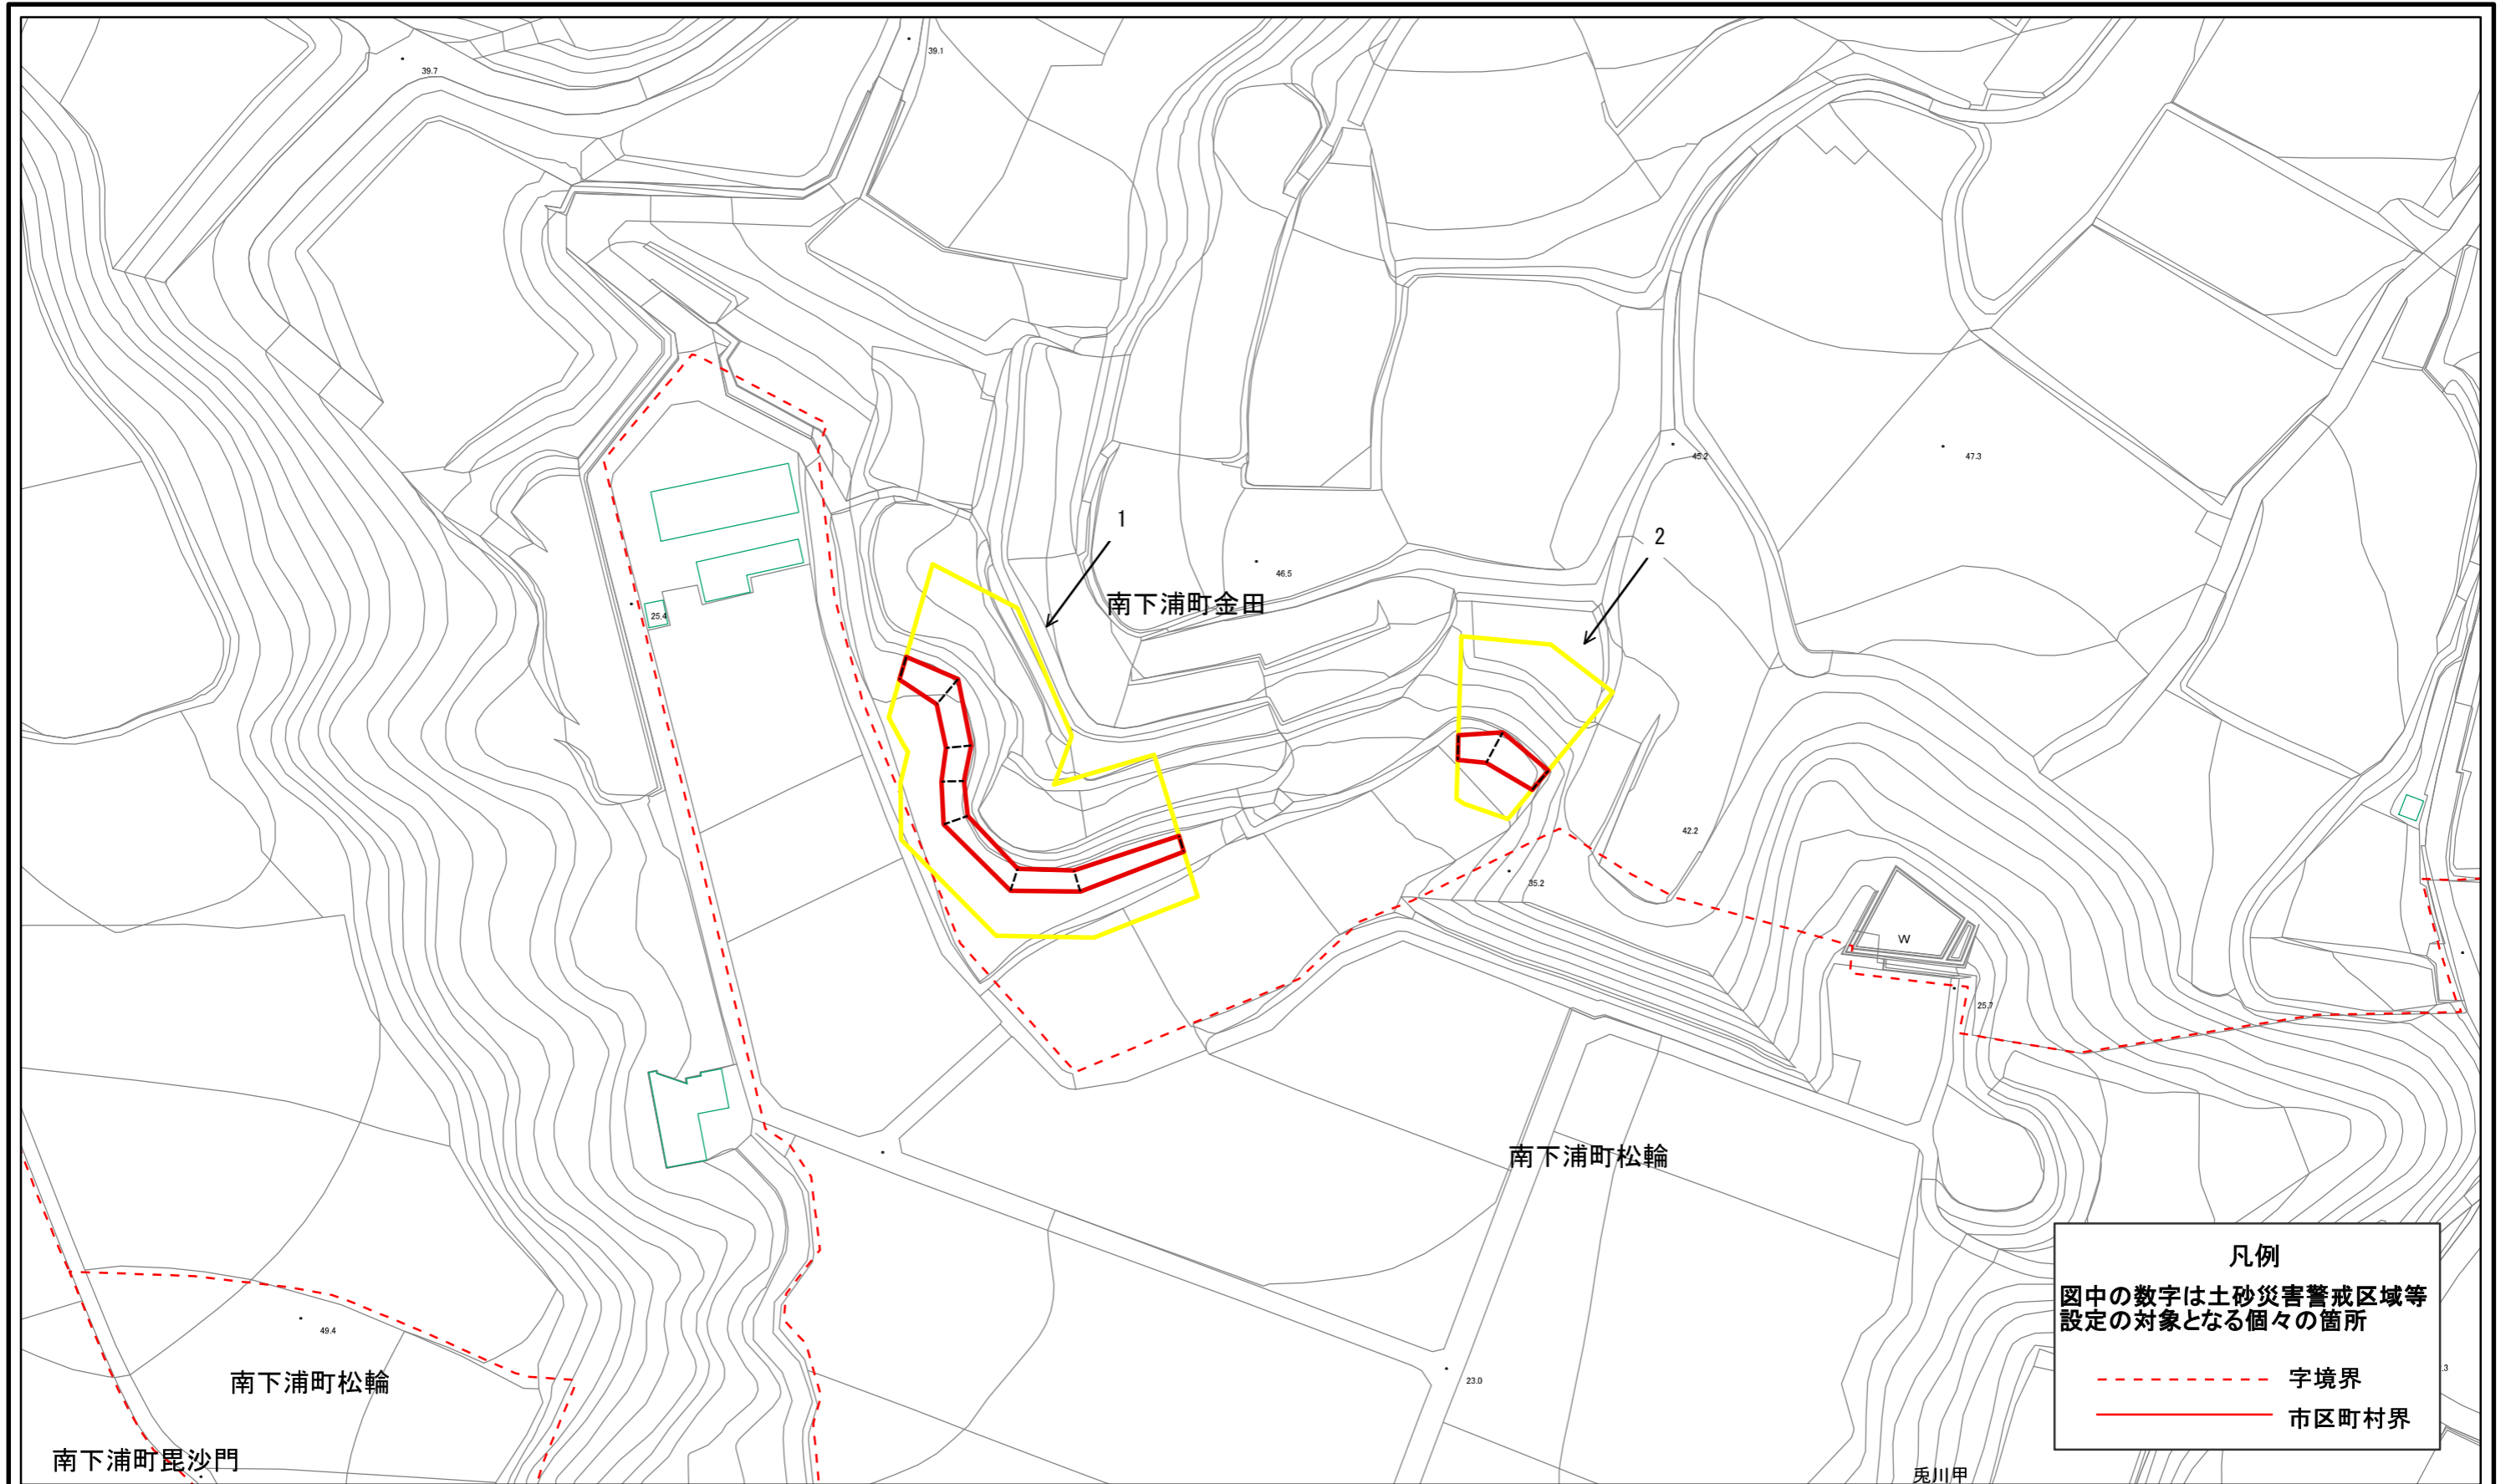 39.7
39.1
47.3
45.2
1
2
46.5
南下浦町金田
25.4
42.2
35.2
W
25.7
南下浦町松輪
凡例
図中の数字は土砂災害警戒区域等
設定の対象となる個々の箇所
字境界
市区町村界
49.4
23.0
南下浦町松輪
南下浦町毘沙門